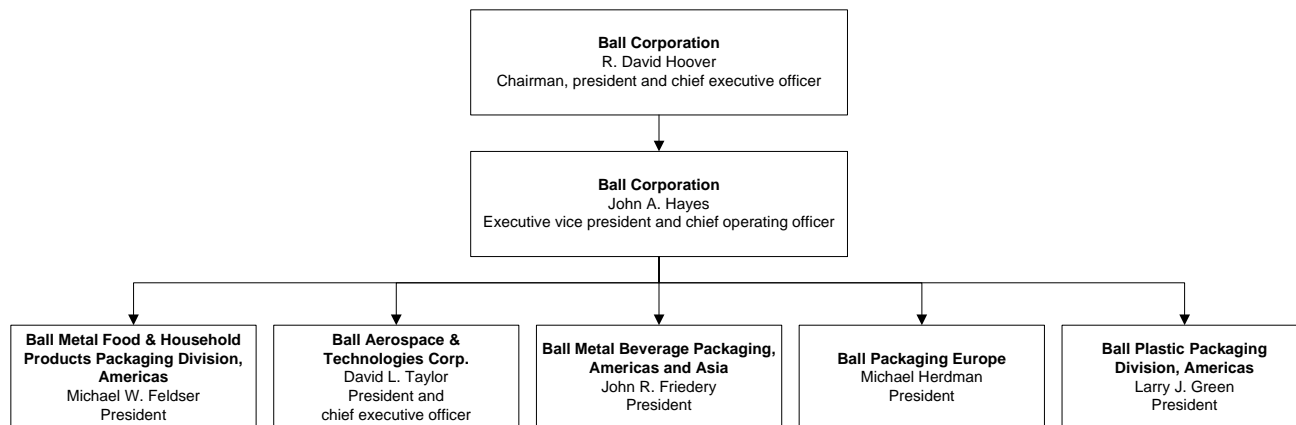 Ball Corporation
R. David Hoover
Chairman, president and chief executive officer
Ball Corporation
John A. Hayes
Executive vice president and chief operating officer
Ball Metal Food & Household
Products Packaging Division,
Americas
Michael W. Feldser
President
Ball Aerospace &
Technologies Corp.
David L. Taylor
President and
chief executive officer
Ball Metal Beverage Packaging,
Americas and Asia
John R. Friedery
President
Ball Packaging Europe
Michael Herdman
President
Ball Plastic Packaging
Division, Americas
Larry J. Green
President